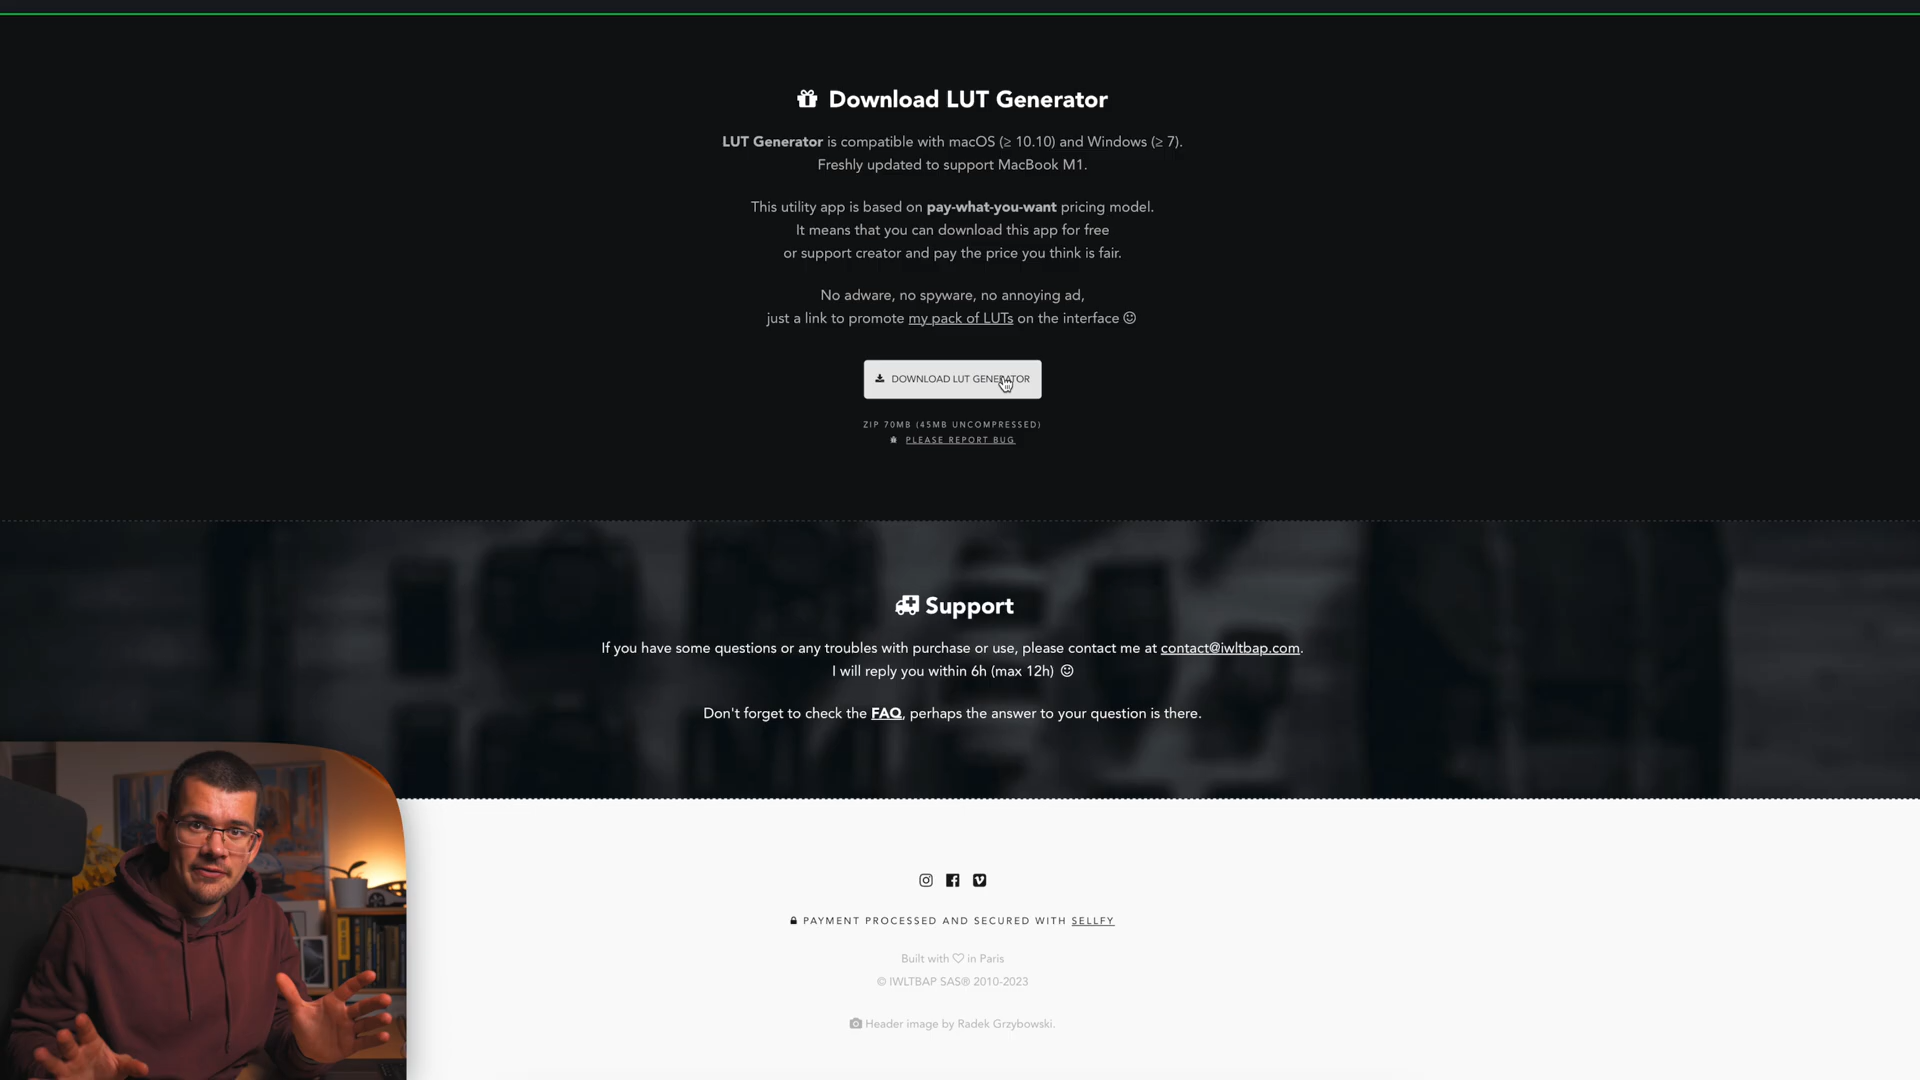 Download LUT Generator
LUT Generator is compatible with macOS (≥ 10.10) and Windows (≥ 7).
Freshly updated to support MacBook M1.
This utility app is based on pay-what-you-want pricing model.
It means that you can download this app for free
or support creator and pay the price you think is fair.
No adware, no spyware, no annoying ad,
just a link to promote my pack of LUTs on the interface
DOWNLOAD LUT GENERATOR
ZIP 70MB (45MB UNCOMPRESSED)
PLEASE REPORT BUG
Support
If you have some questions or any troubles with purchase or use, please contact me at contact@iwltbap.com.
I will reply you within 6h (max 12h)
Don't forget to check the FAQ, perhaps the answer to your question is there.
PAYMENT PROCESSED AND SECURED WITH SELLFY
Built with ♡ in Paris
© IWLTBAP SAS® 2010-2023
Header image by Radek Grzybowski.